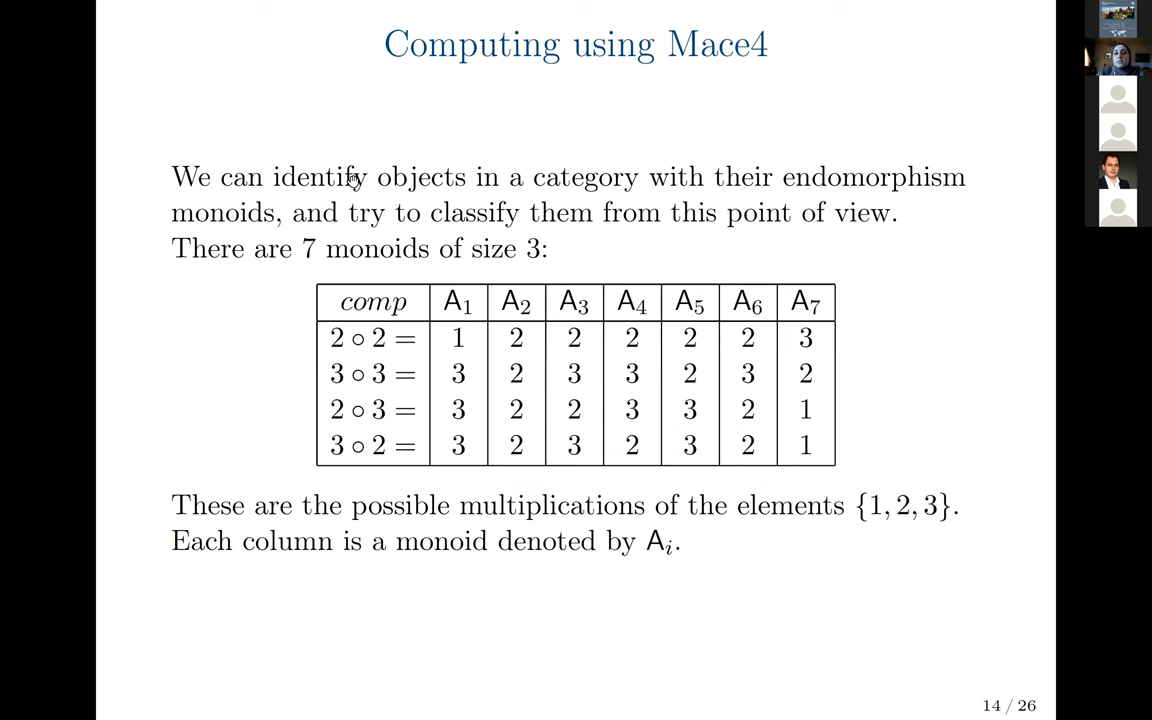 Computing using Mace4
We can identify objects in a category with their endomorphism
monoids, and try to classify them from this point of view.
There are 7 monoids of size 3:
comp A₁ A₂ A₃ A₄ A₅ A₆ A₇
2 ∘ 2 = 1 2 2 2 2 2 3
3 ∘ 3 = 3 2 3 3 2 3 2
2 ∘ 3 = 3 2 2 3 3 2 1
3 ∘ 2 = 3 2 3 2 3 2 1
These are the possible multiplications of the elements {1, 2, 3}.
Each column is a monoid denoted by Aᵢ.
14 / 26